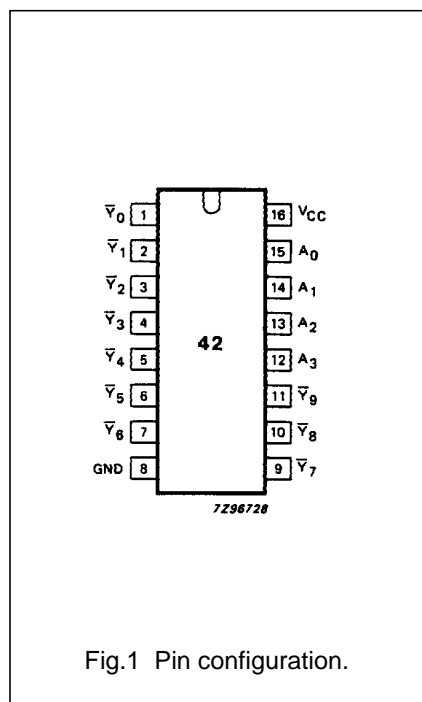 Y̅0 1 16 VCC
Y̅1 2 15 A0
Y̅2 3 14 A1
Y̅3 4 13 A2
42
Y̅4 5 12 A3
Y̅5 6 11 Y̅9
Y̅6 7 10 Y̅8
GND 8 9 Y̅7
7Z96728
Fig.1 Pin configuration.